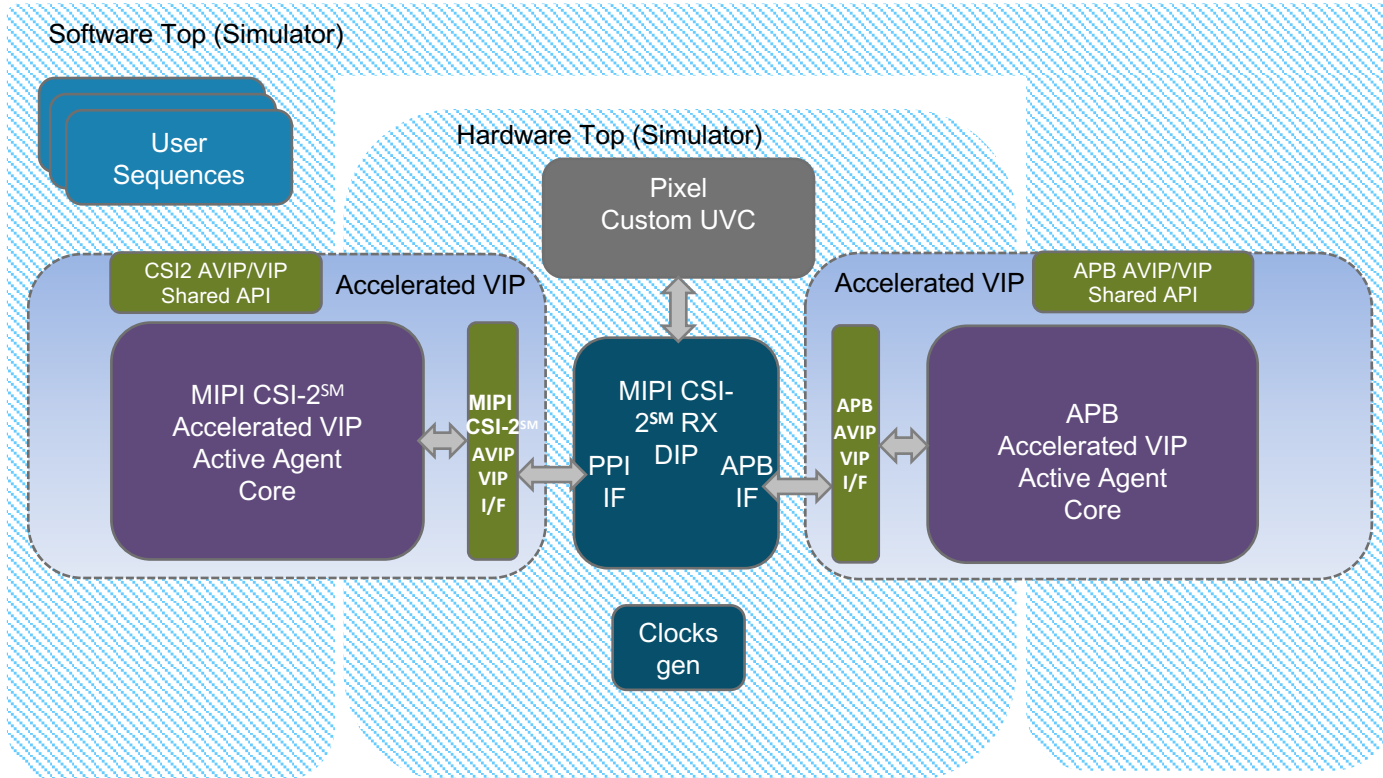 Software Top (Simulator)
User
Sequences
Hardware Top (Simulator)
Pixel
Custom UVC
CSI2 AVIP/VIP
Shared API
Accelerated VIP
Accelerated VIP
APB AVIP/VIP
Shared API
MIPI CSI-2℠
Accelerated VIP
Active Agent
Core
MIPI
CSI-2℠
AVIP
VIP
I/F
MIPI CSI-
2℠ RX
DIP
PPI
IF
APB
IF
APB
AVIP
VIP
I/F
APB
Accelerated VIP
Active Agent
Core
Clocks
gen